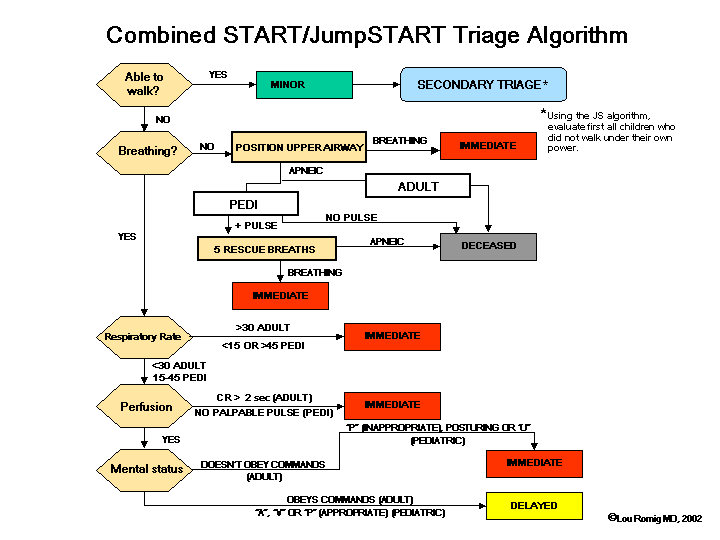 Combined START/JumpSTART Triage Algorithm
Able to
walk?
YES
MINOR
SECONDARY TRIAGE*
NO
*Using the JS algorithm,
evaluate first all children who
did not walk under their own
power.
Breathing?
NO
POSITION UPPER AIRWAY
BREATHING
IMMEDIATE
APNEIC
ADULT
PEDI
NO PULSE
+ PULSE
YES
5 RESCUE BREATHS
APNEIC
DECEASED
BREATHING
IMMEDIATE
Respiratory Rate
>30 ADULT
<15 OR >45 PEDI
IMMEDIATE
<30 ADULT
15-45 PEDI
Perfusion
CR > 2 sec (ADULT)
NO PALPABLE PULSE (PEDI)
IMMEDIATE
YES
"P" (INAPPROPRIATE), POSTURING OR "U"
(PEDIATRIC)
Mental status
DOESN'T OBEY COMMANDS
(ADULT)
IMMEDIATE
OBEYS COMMANDS (ADULT)
"A", "V" OR "P" (APPROPRIATE) (PEDIATRIC)
DELAYED
©Lou Romig MD, 2002